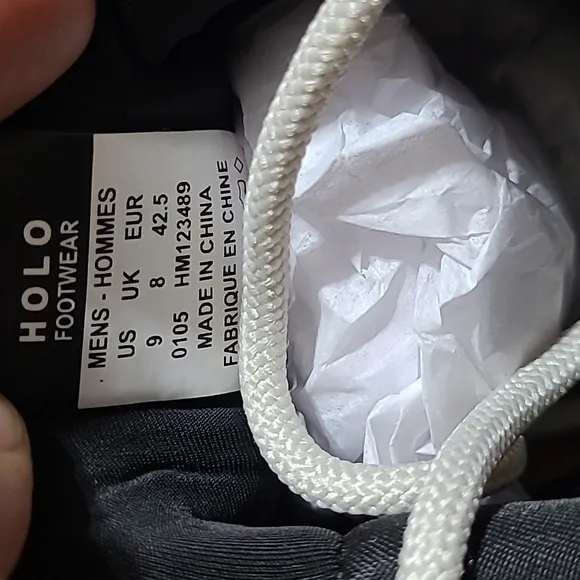 HOLO
FOOTWEAR
MENS - HOMMES
US UK EUR
9 8 42.5
0105 HM123489
MADE IN CHINA
FABRIQUE EN CHINE